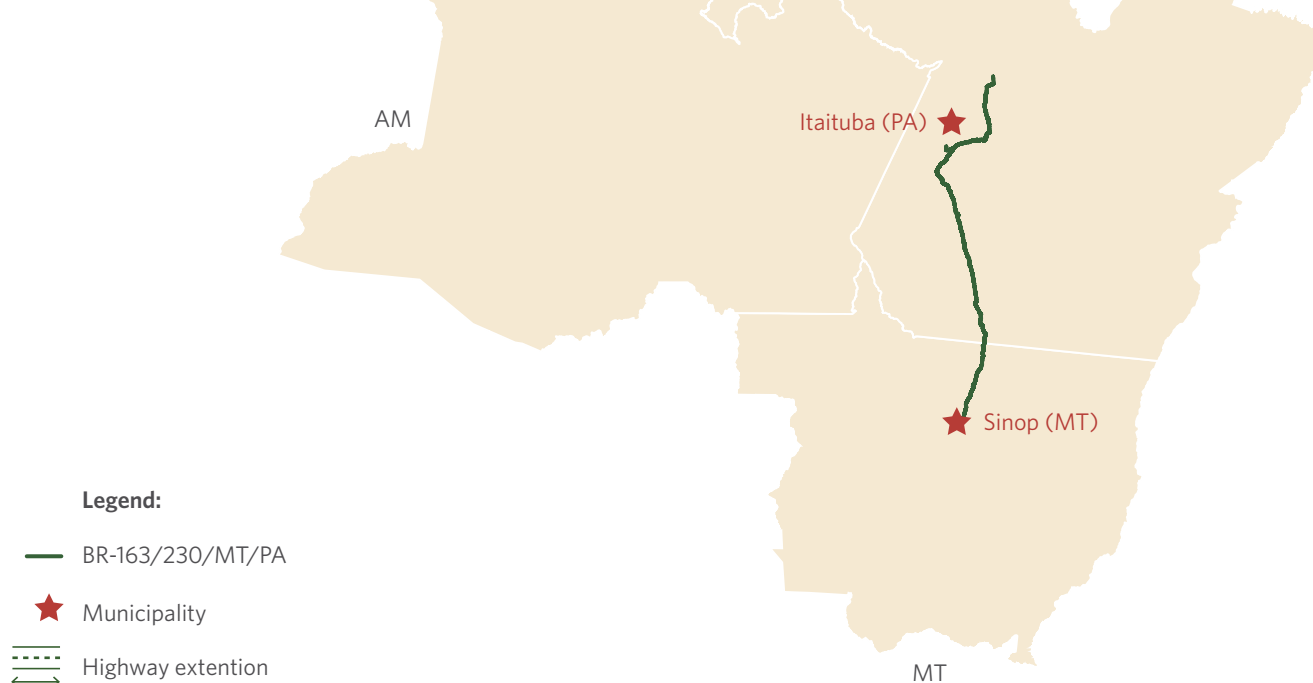 AM
Itaituba (PA)
Sinop (MT)
Legend:
BR-163/230/MT/PA
Municipality
Highway extention
MT